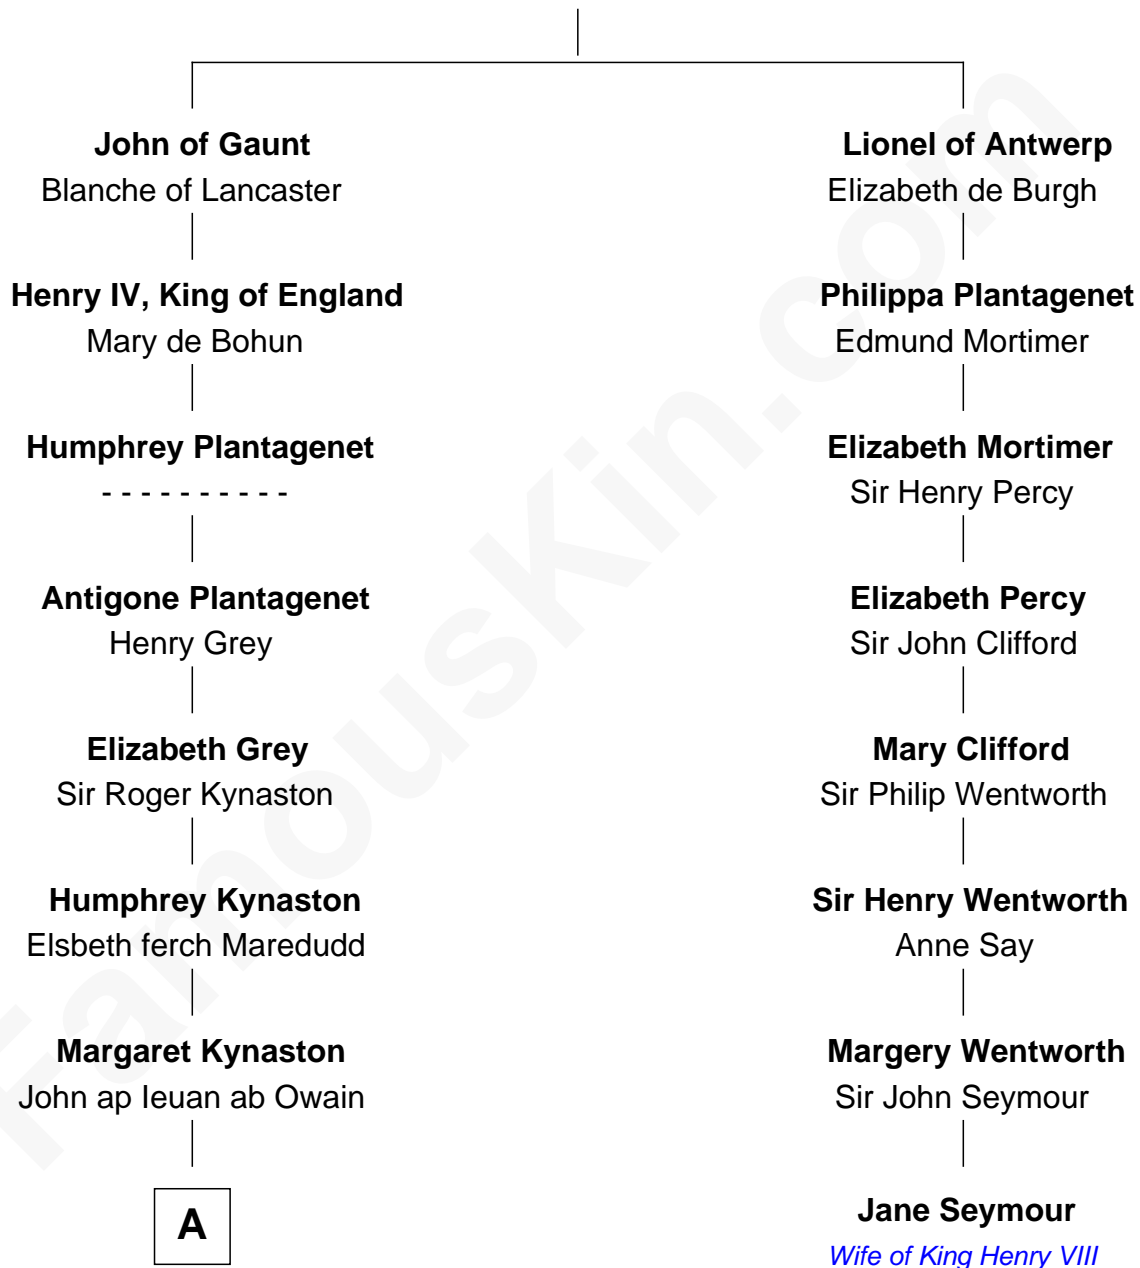 John of Gaunt
Blanche of Lancaster
Lionel of Antwerp
Elizabeth de Burgh
Henry IV, King of England
Mary de Bohun
Philippa Plantagenet
Edmund Mortimer
Humphrey Plantagenet
- - - - - - - - - -
Elizabeth Mortimer
Sir Henry Percy
Antigone Plantagenet
Henry Grey
Elizabeth Percy
Sir John Clifford
Elizabeth Grey
Sir Roger Kynaston
Mary Clifford
Sir Philip Wentworth
Humphrey Kynaston
Elsbeth ferch Maredudd
Sir Henry Wentworth
Anne Say
Margaret Kynaston
John ap Ieuan ab Owain
Margery Wentworth
Sir John Seymour
A
Jane Seymour
Wife of King Henry VIII
FamousKin.com